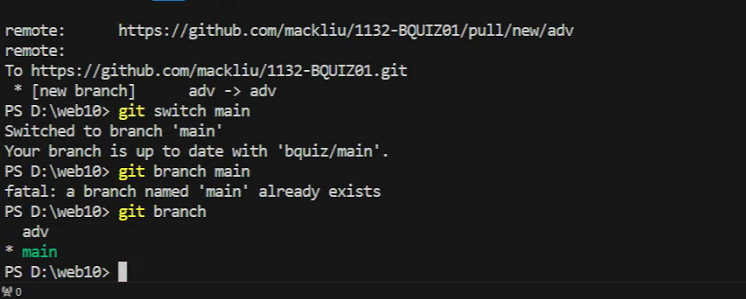 remote:      https://github.com/mackliu/1132-BQUIZ01/pull/new/adv
remote:
To https://github.com/mackliu/1132-BQUIZ01.git
 * [new branch]      adv -> adv
PS D:\web10> git switch main
Switched to branch 'main'
Your branch is up to date with 'bquiz/main'.
PS D:\web10> git branch main
fatal: a branch named 'main' already exists
PS D:\web10> git branch
  adv
* main
PS D:\web10>
0